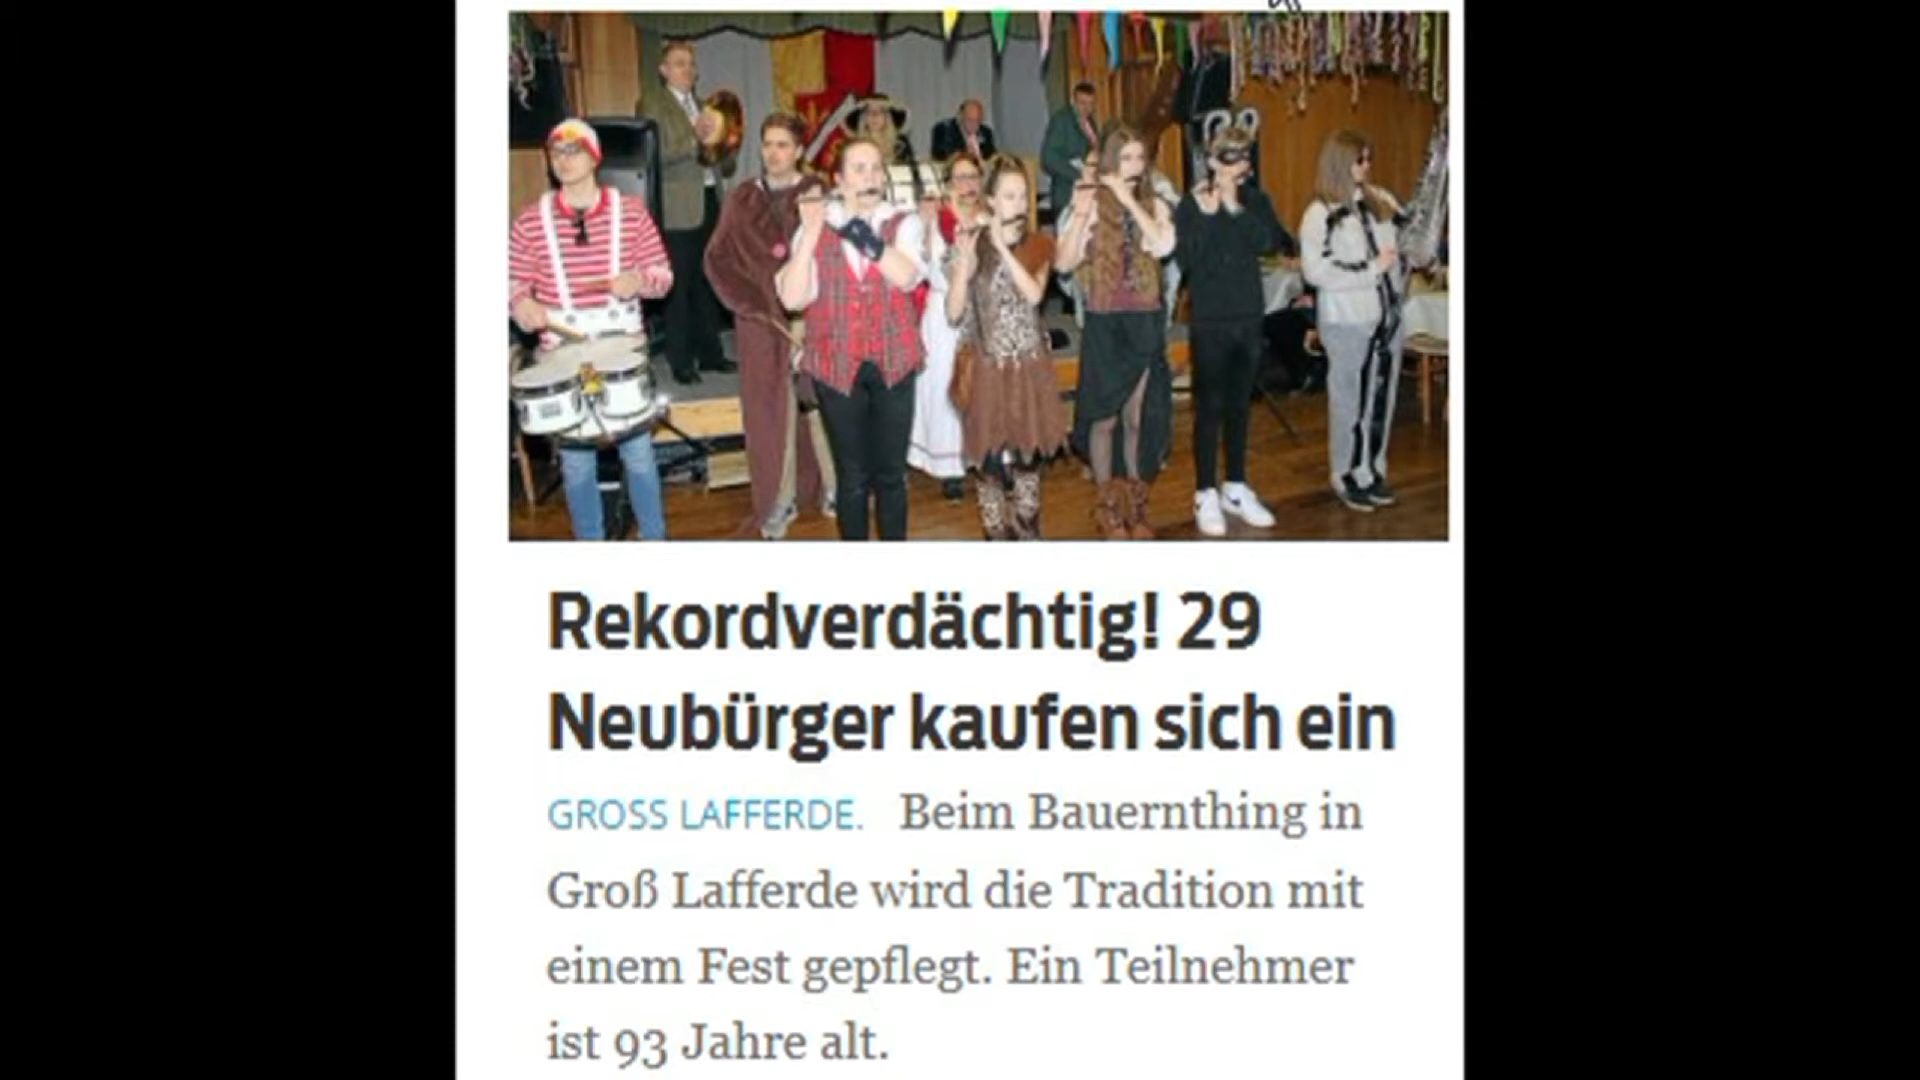 Rekordverdächtig! 29
Neubürger kaufen sich ein
GROSS LAFFERDE. Beim Bauernthing in
Groß Lafferde wird die Tradition mit
einem Fest gepflegt. Ein Teilnehmer
ist 93 Jahre alt.